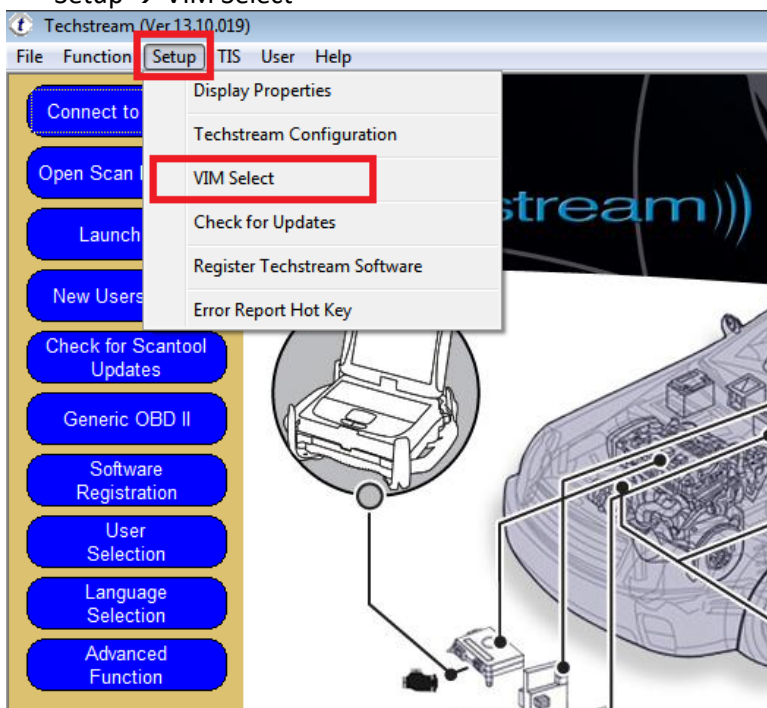 Setup → VIM Select
Techstream (Ver 13.10.019)
File Function Setup TIS User Help
Display Properties
Techstream Configuration
VIM Select
Check for Updates
Register Techstream Software
Error Report Hot Key
Connect to
Open Scan
Launch
New Users
Check for Scantool
Updates
Generic OBD II
Software
Registration
User
Selection
Language
Selection
Advanced
Function
stream